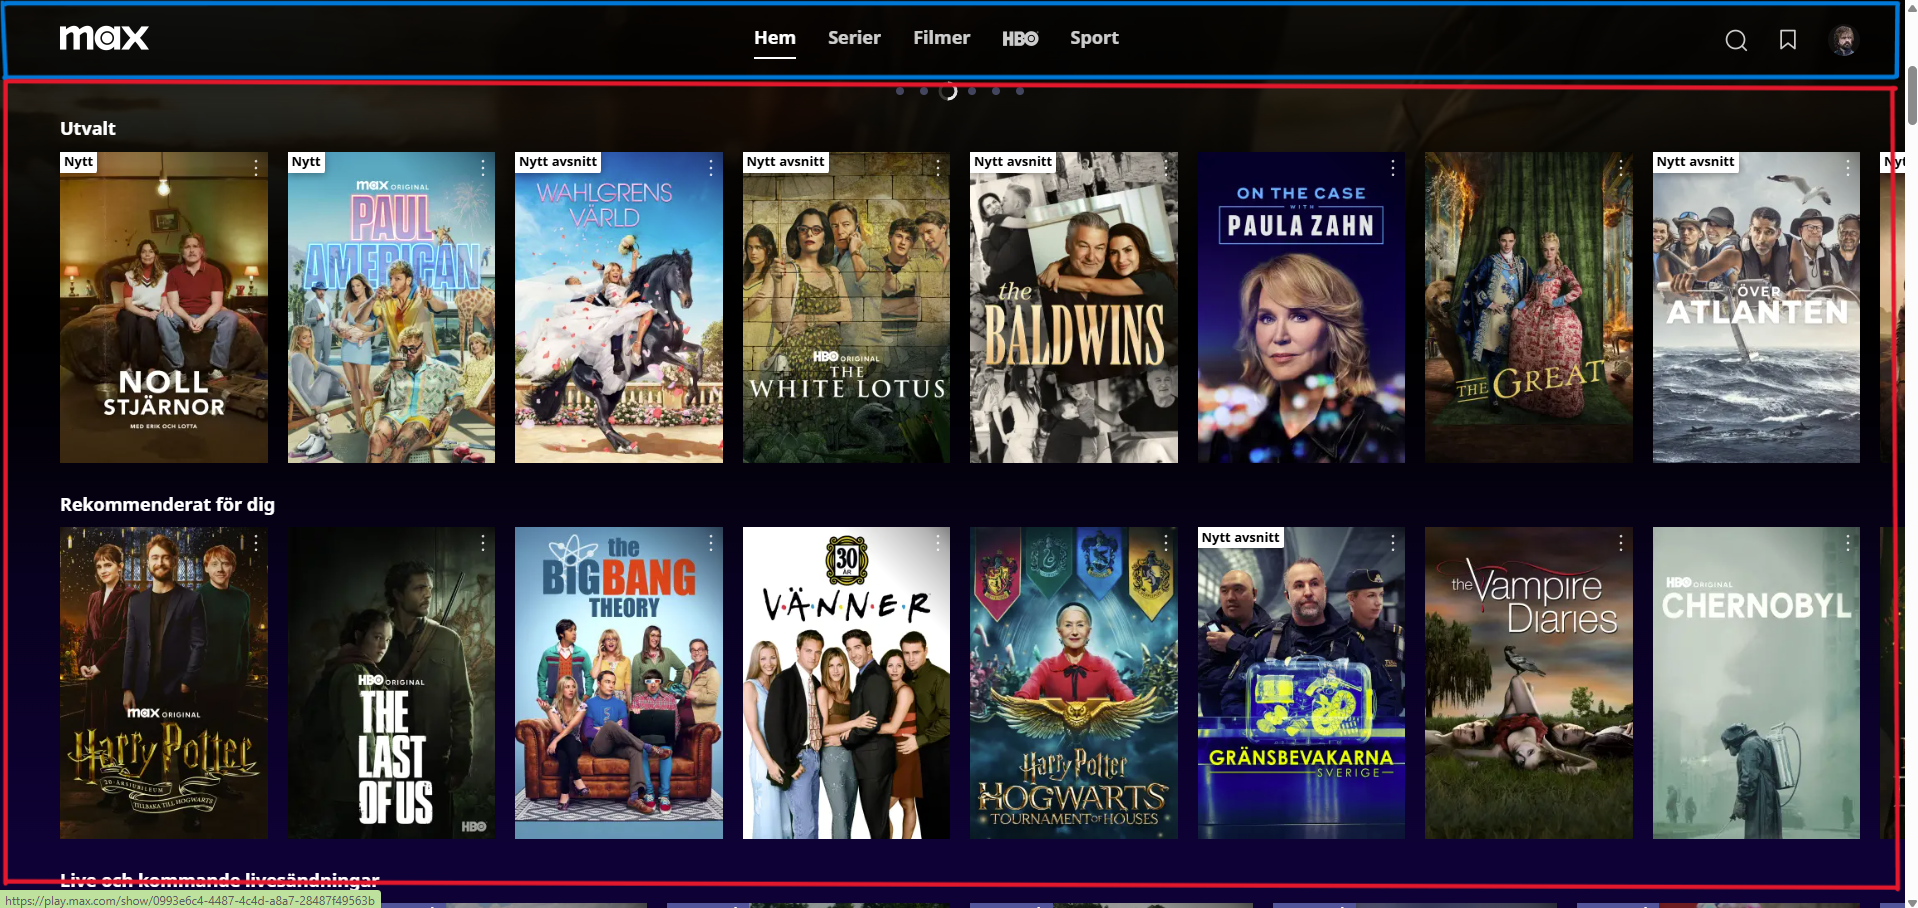 max
Hem
Serier
Filmer
HBO
Sport
Utvalt
Nytt
NOLL
STJÄRNOR
MED ERIK OCH LOTTA
Nytt
max ORIGINAL
PAUL
AMERICAN
Nytt avsnitt
WAHLGRENS
VÄRLD
Nytt avsnitt
HBO ORIGINAL
THE
WHITE LOTUS
Nytt avsnitt
the
BALDWINS
ON THE CASE
WITH
PAULA ZAHN
THE GREAT
Nytt avsnitt
ÖVER
ATLANTEN
Nyt
Rekommenderat för dig
max ORIGINAL
Harry Potter
20-ÅRSJUBILEUM
TILLBAKA TILL HOGWARTS
HBO ORIGINAL
THE
LAST
OF US
HBO
the
BIG BANG
THEORY
30
ÅR
V·Ä·N·N·E·R
Harry Potter
HOGWARTS
TOURNAMENT OF HOUSES
Nytt avsnitt
GRÄNSBEVAKARNA
SVERIGE
the Vampire
Diaries
HBO ORIGINAL
CHERNOBYL
Live och kommande livesändningar
https://play.max.com/show/0993e6c4-4487-4c4d-a8a7-28487f49563b